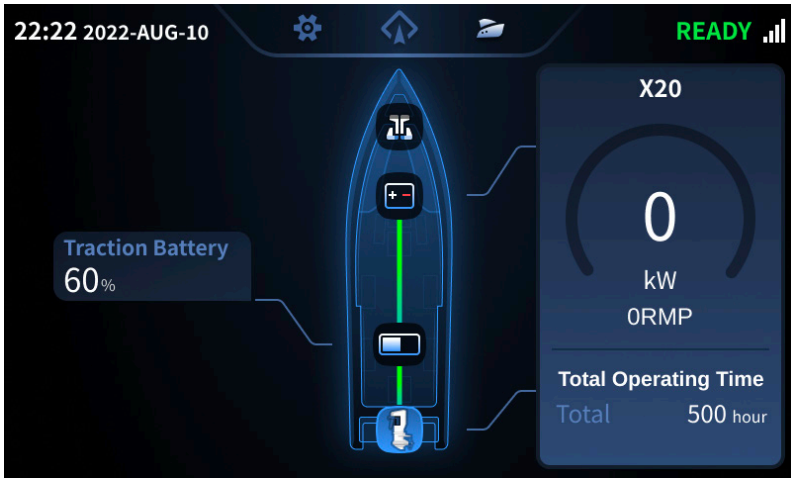 22:22 2022-AUG-10
READY
X20
0
kW
0RMP
Traction Battery
60%
Total Operating Time
Total 500 hour